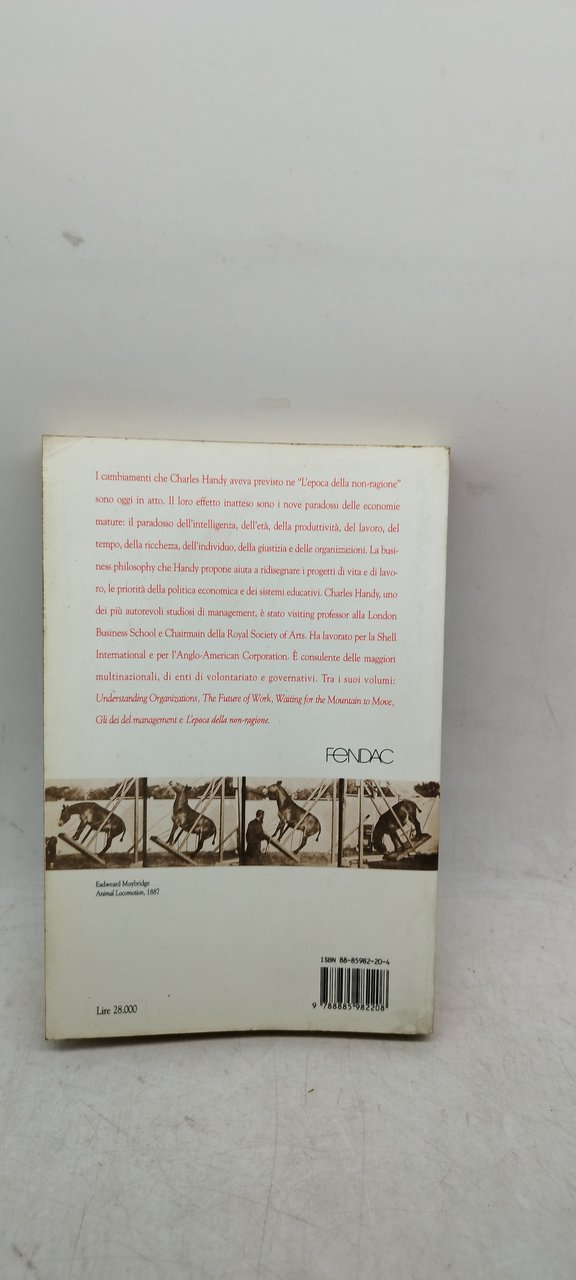 I cambiamenti che Charles Handy aveva previsto ne "L'epoca della non-ragione"
sono oggi in atto. Il loro effetto inatteso sono i nove paradossi delle economie
mature: il paradosso dell'intelligenza, dell'età, della produttività, del lavoro, del
tempo, della ricchezza, dell'individuo, della giustizia e delle organizzazioni. La busi-
ness philosophy che Handy propone aiuta a ridisegnare i progetti di vita e di lavo-
ro, le priorità della politica economica e dei sistemi educativi. Charles Handy, uno
dei più autorevoli studiosi di management, è stato visiting professor alla London
Business School e Chairmain della Royal Society of Arts. Ha lavorato per la Shell
International e per l'Anglo-American Corporation. È consulente delle maggiori
multinazionali, di enti di volontariato e governativi. Tra i suoi volumi:
Understanding Organizations, The Future of Work, Waiting for the Mountain to Move,
Gli dei del management e L'epoca della non-ragione.
FENDAC
Eadweard Muybridge
Animal Locomotion, 1887
ISBN 88-85982-20-4
9 788885 982208
Lire 28.000